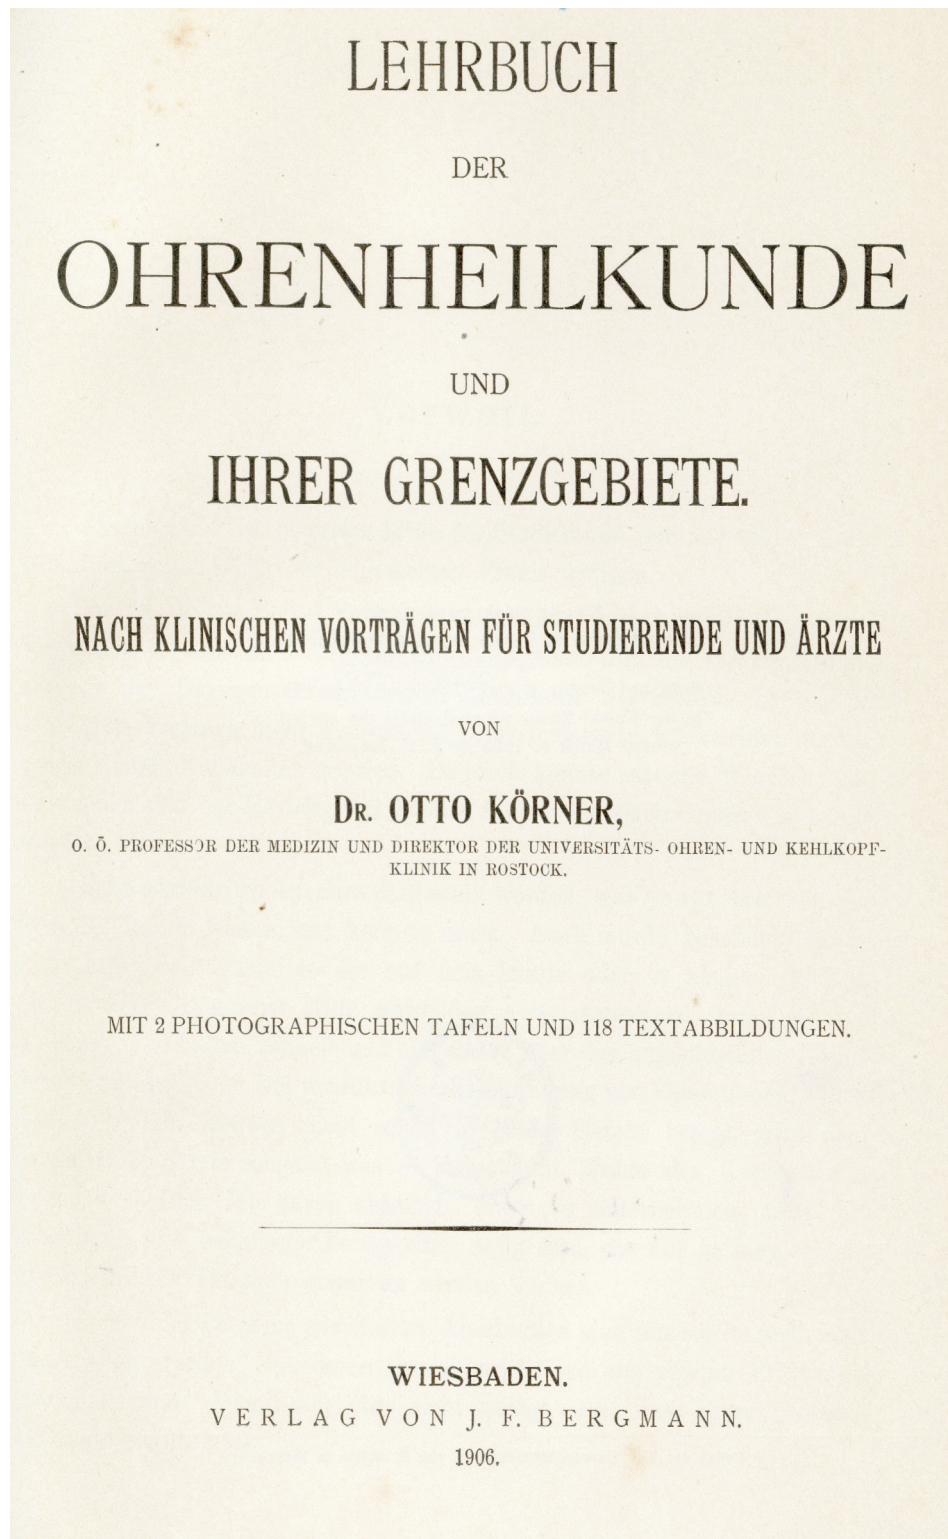 LEHRBUCH
DER
OHRENHEILKUNDE
UND
IHRER GRENZGEBIETE.
NACH KLINISCHEN VORTRÄGEN FÜR STUDIERENDE UND ÄRZTE
VON
DR. OTTO KÖRNER,
O. Ö. PROFESSOR DER MEDIZIN UND DIREKTOR DER UNIVERSITÄTS- OHREN- UND KEHLKOPF-
KLINIK IN ROSTOCK.
MIT 2 PHOTOGRAPHISCHEN TAFELN UND 118 TEXTABBILDUNGEN.
WIESBADEN.
VERLAG VON J. F. BERGMANN.
1906.